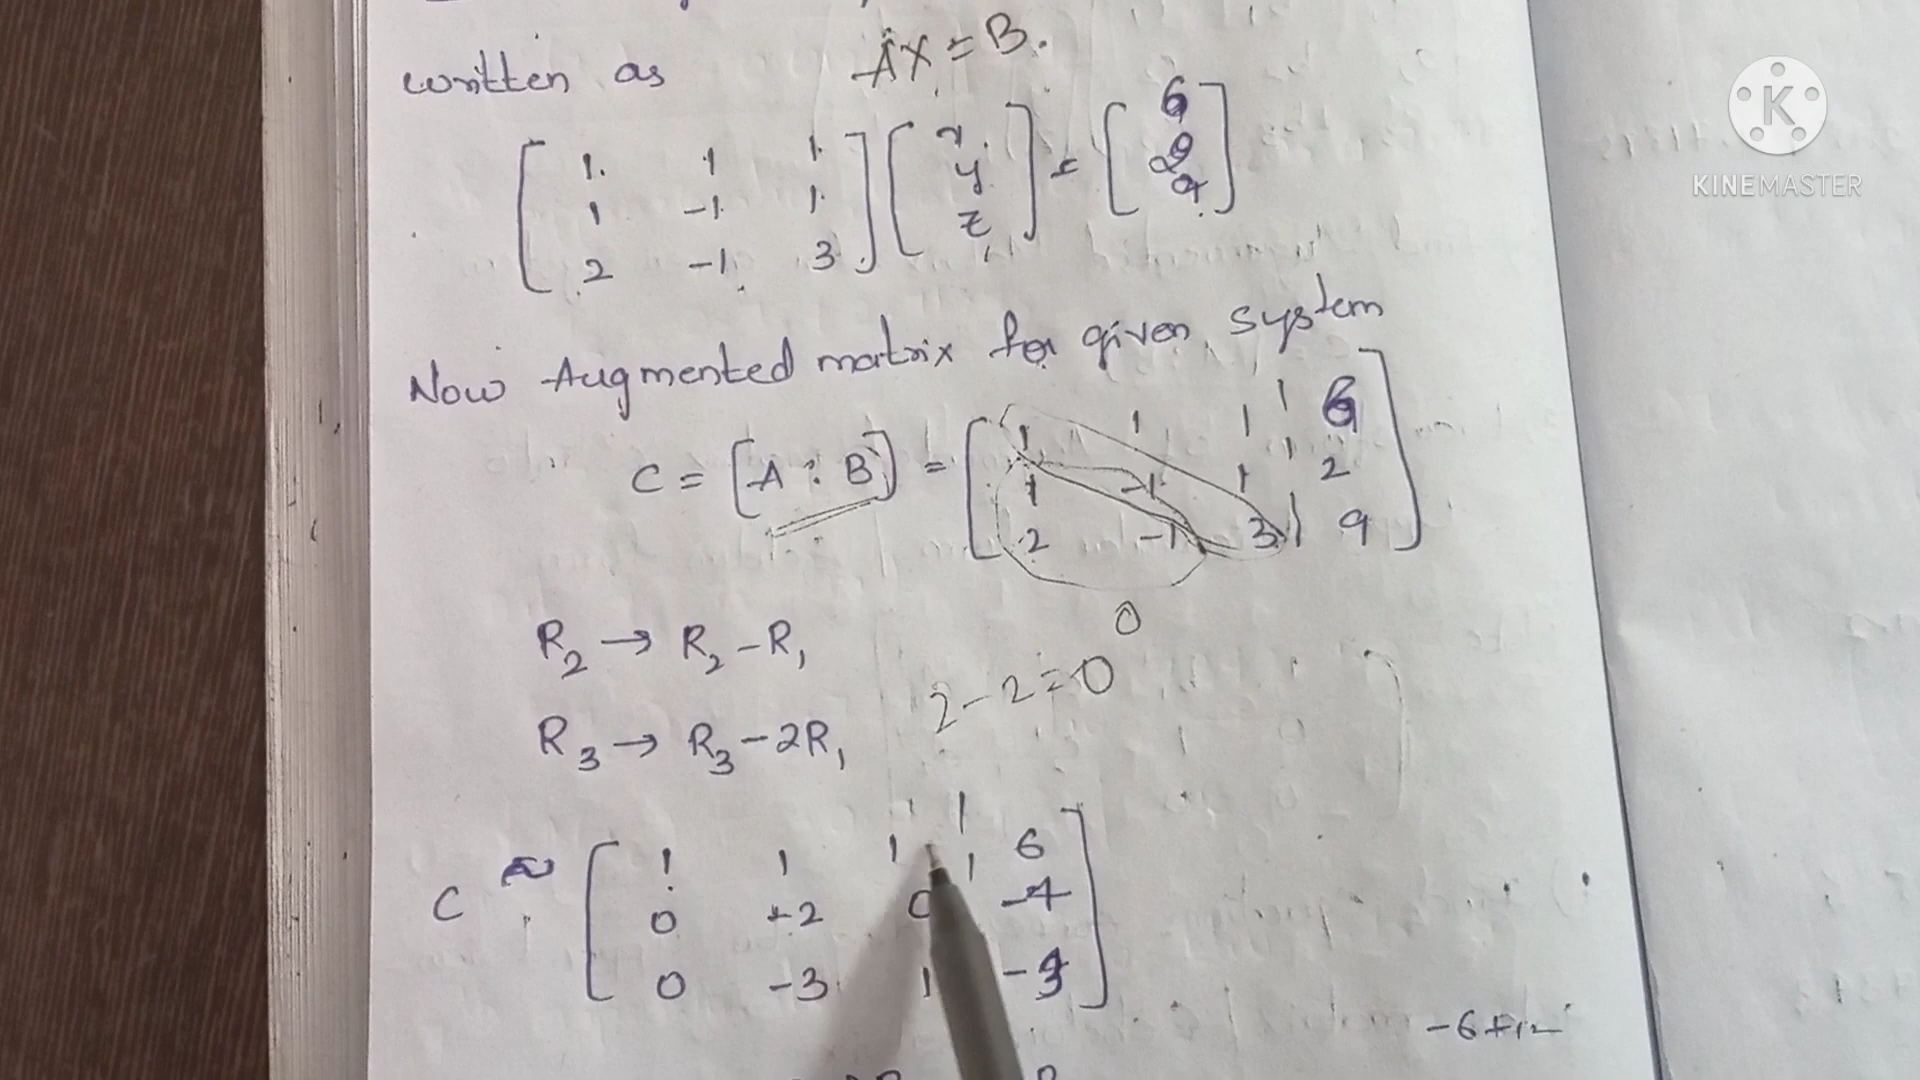 written as AX = B.
[1 1 1
1 -1 1
2 -1 3] [x
y
z] = [6
2
9]
Now Augmented matrix for given system
C = [A : B] = [1 1 1 | 6
1 -1 1 | 2
2 -1 3 | 9]
0
R2 → R2 - R1
2-2=0
R3 → R3 - 2R1
C ~ [1 1 1 | 6
0 -2 0 -4
0 -3 1 -3]
-6+12
KINEMASTER